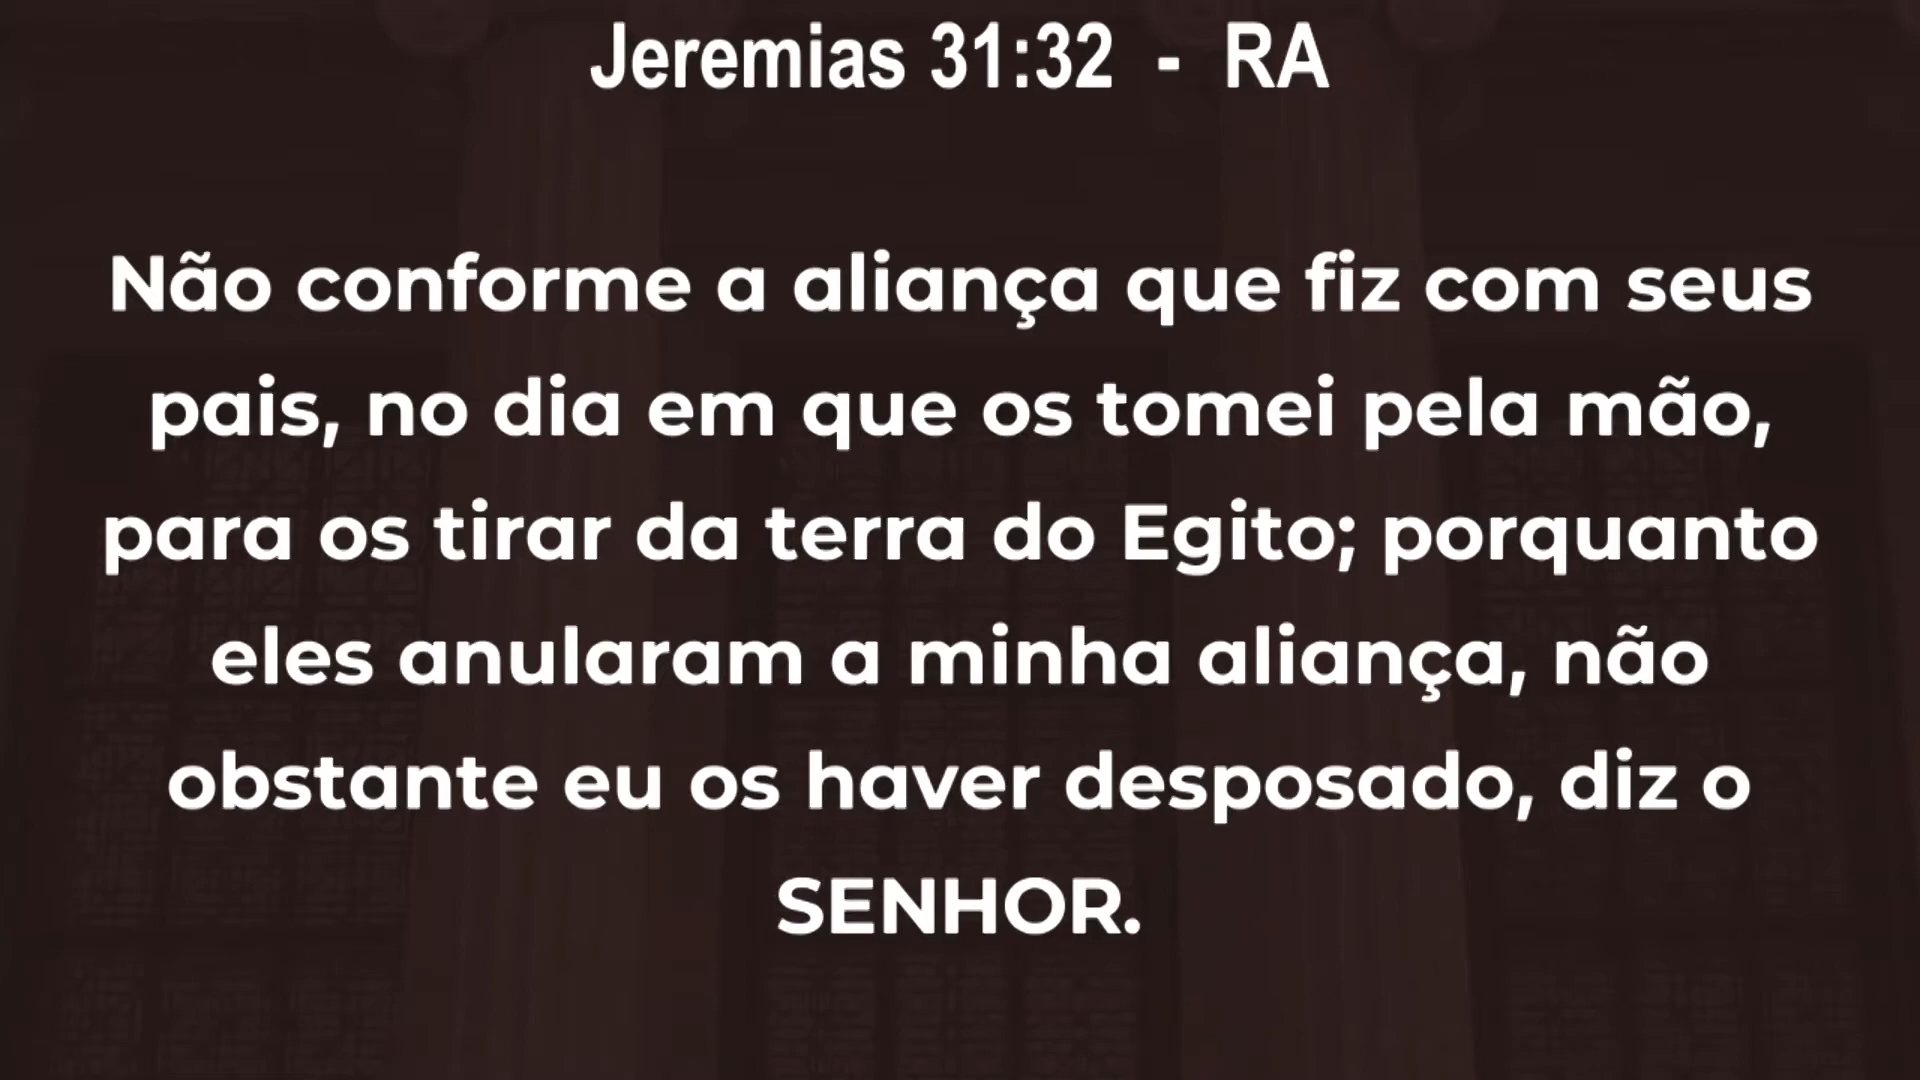 Jeremias 31:32 - RA
Não conforme a aliança que fiz com seus
pais, no dia em que os tomei pela mão,
para os tirar da terra do Egito; porquanto
eles anularam a minha aliança, não
obstante eu os haver desposado, diz o
SENHOR.